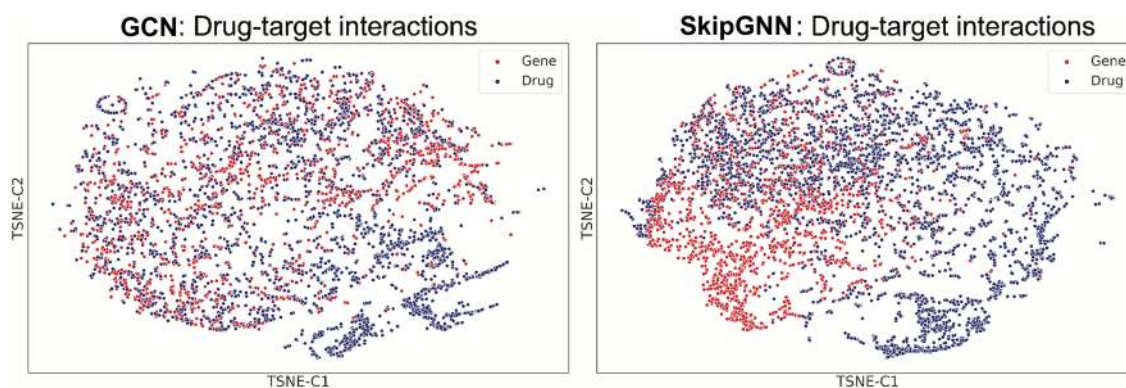 GCN: Drug-target interactions
Gene
Drug
TSNE-C2
TSNE-C1
SkipGNN: Drug-target interactions
Gene
Drug
TSNE-C2
TSNE-C1